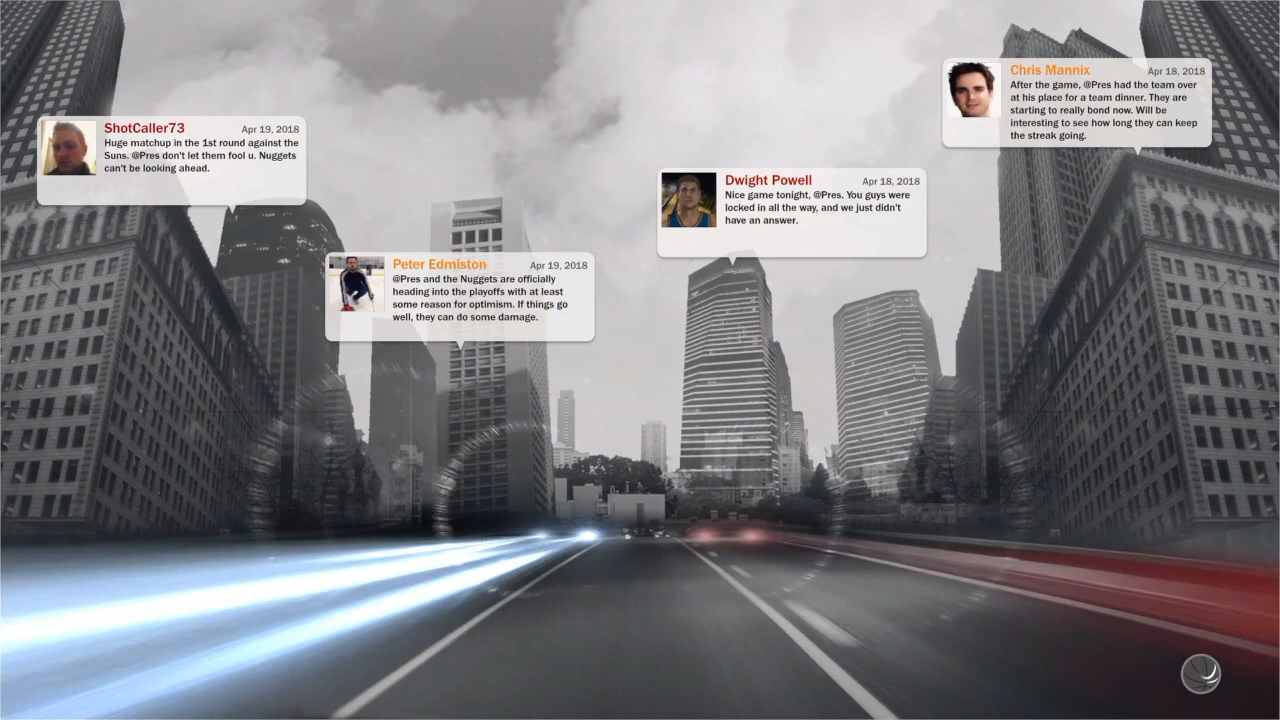 ShotCaller73
Apr 19, 2018
Huge matchup in the 1st round against the
Suns. @Pres don't let them fool u. Nuggets
can't be looking ahead.
Peter Edmiston
Apr 19, 2018
@Pres and the Nuggets are officially
heading into the playoffs with at least
some reason for optimism. If things go
well, they can do some damage.
Dwight Powell
Apr 18, 2018
Nice game tonight, @Pres. You guys were
locked in all the way, and we just didn't
have an answer.
Chris Mannix
Apr 18, 2018
After the game, @Pres had the team over
at his place for a team dinner. They are
starting to really bond now. Will be
interesting to see how long they can keep
the streak going.